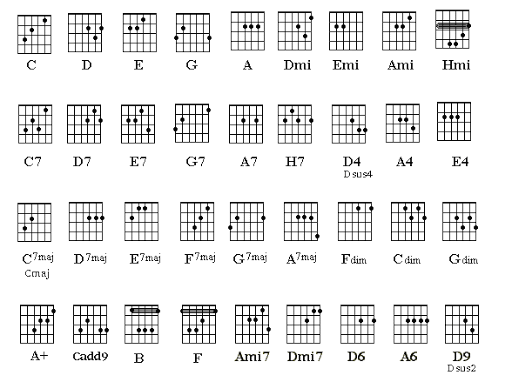 C D E G A Dmi Emi Ami Hmi
C7 D7 E7 G7 A7 H7 D4 A4 E4
Dsus4
C7maj D7maj E7maj F7maj G7maj A7maj Fdim Cdim Gdim
Cmaj
A+ Cadd9 B F Ami7 Dmi7 D6 A6 D9
Dsus2